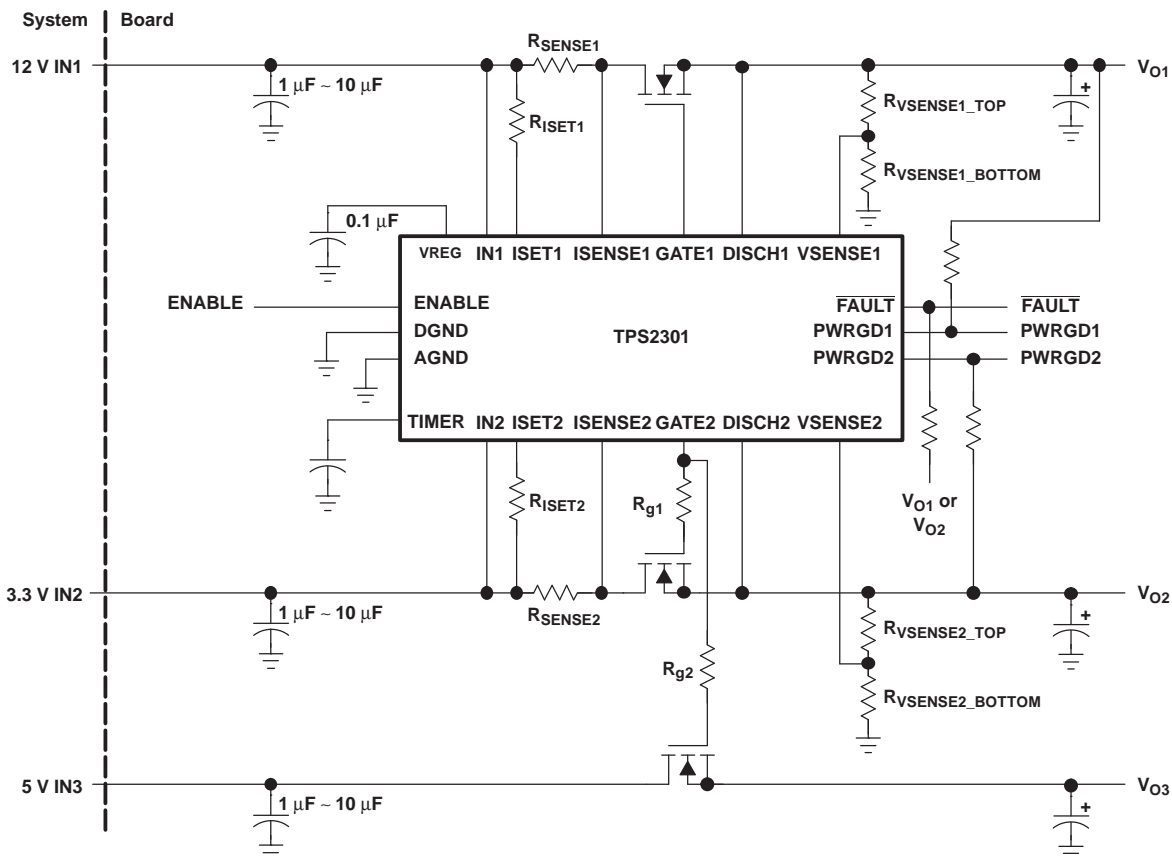 System Board
RSENSE1
12 V IN1
VO1
1 µF ~ 10 µF
+
RVSENSE1_TOP
RISET1
RVSENSE1_BOTTOM
0.1 µF
VREG IN1 ISET1 ISENSE1 GATE1 DISCH1 VSENSE1
ENABLE ENABLE FAULT FAULT
DGND PWRGD1 PWRGD1
TPS2301
AGND PWRGD2 PWRGD2
TIMER IN2 ISET2 ISENSE2 GATE2 DISCH2 VSENSE2
RISET2
Rg1
VO1 or
VO2
3.3 V IN2
VO2
1 µF ~ 10 µF
RSENSE2
+
RVSENSE2_TOP
Rg2
RVSENSE2_BOTTOM
5 V IN3
VO3
1 µF ~ 10 µF
+